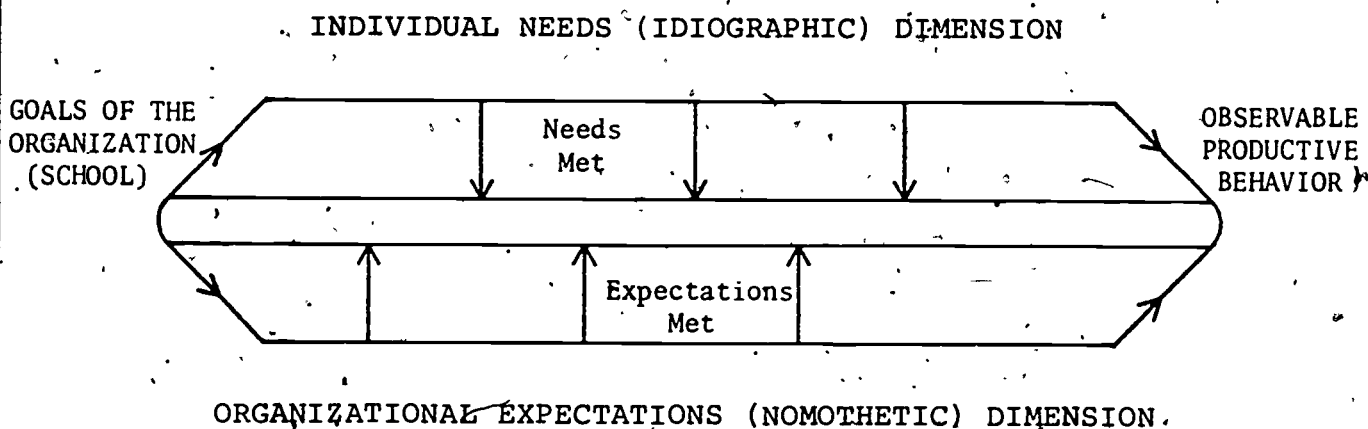 INDIVIDUAL NEEDS (IDIOGRAPHIC) DIMENSION
GOALS OF THE
ORGANIZATION
(SCHOOL)
Needs
Met
OBSERVABLE
PRODUCTIVE
BEHAVIOR
Expectations
Met
ORGANIZATIONAL EXPECTATIONS (NOMOTHETIC) DIMENSION.